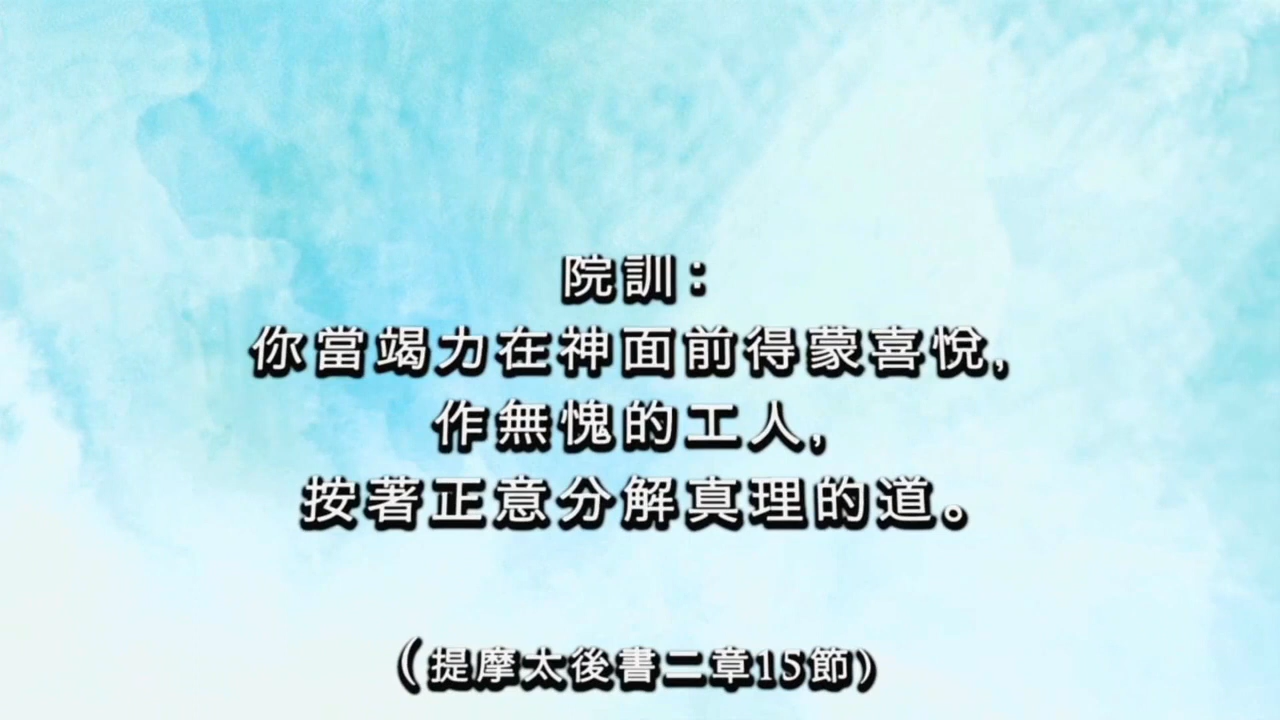 院訓：
你當竭力在神面前得蒙喜悅，
作無愧的工人，
按著正意分解真理的道。
（提摩太後書二章15節）